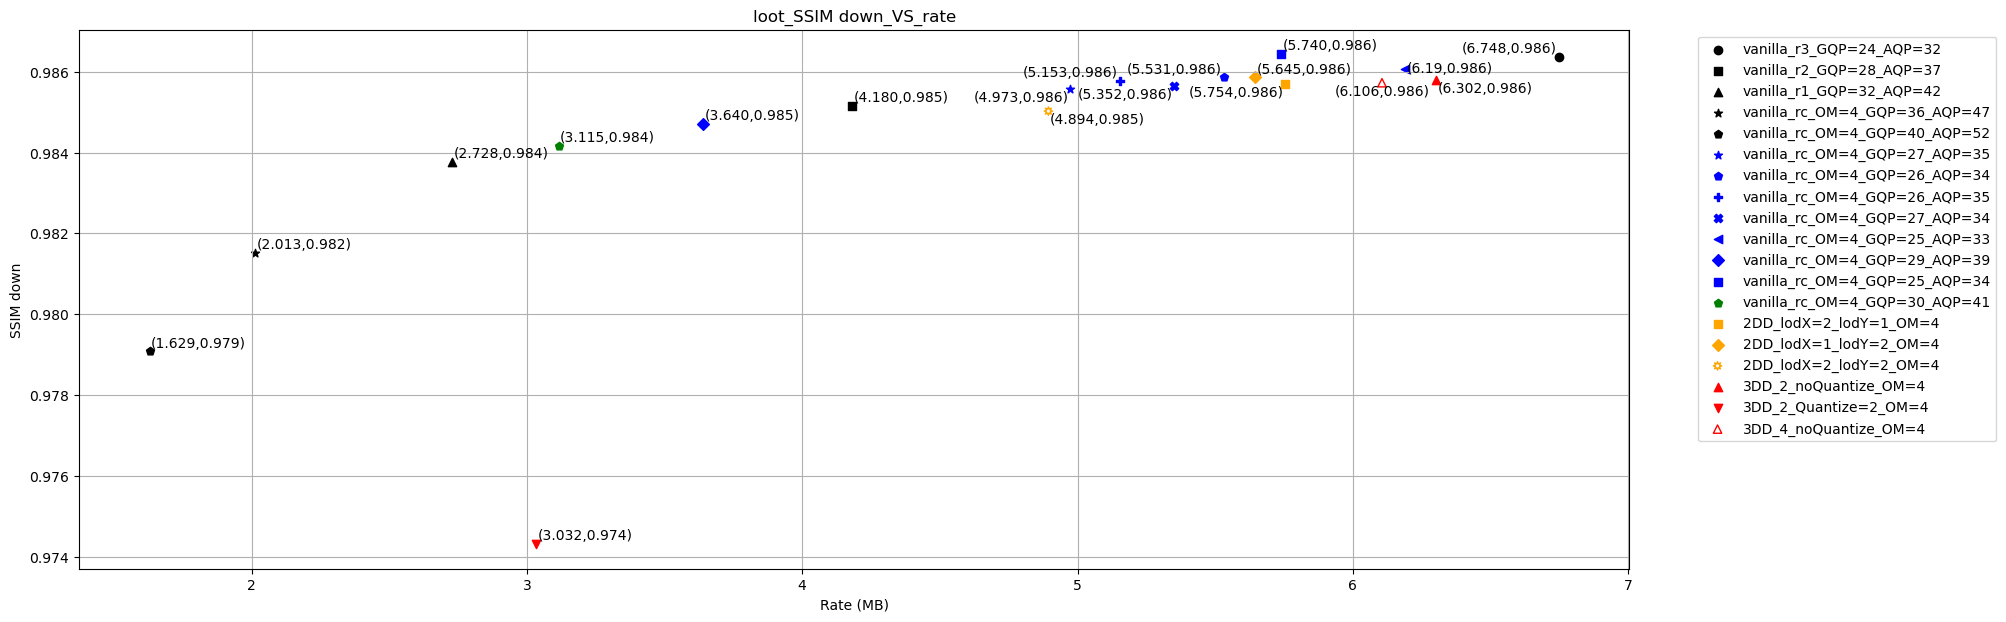 loot_SSIM down_VS_rate
SSIM down
0.986
0.984
0.982
0.980
0.978
0.976
0.974
(6.748,0.986)
(5.740,0.986)
(5.153,0.986)
(5.531,0.986)
(5.645,0.986)
(6.19,0.986)
(4.973,0.986)
(5.352,0.986)
(5.754,0.986)
(6.106,0.986)
(6.302,0.986)
(4.180,0.985)
(3.640,0.985)
(4.894,0.985)
(3.115,0.984)
(2.728,0.984)
(2.013,0.982)
(1.629,0.979)
(3.032,0.974)
2
3
4
5
6
7
Rate (MB)
vanilla_r3_GQP=24_AQP=32
vanilla_r2_GQP=28_AQP=37
vanilla_r1_GQP=32_AQP=42
vanilla_rc_OM=4_GQP=36_AQP=47
vanilla_rc_OM=4_GQP=40_AQP=52
vanilla_rc_OM=4_GQP=27_AQP=35
vanilla_rc_OM=4_GQP=26_AQP=34
vanilla_rc_OM=4_GQP=26_AQP=35
vanilla_rc_OM=4_GQP=27_AQP=34
vanilla_rc_OM=4_GQP=25_AQP=33
vanilla_rc_OM=4_GQP=29_AQP=39
vanilla_rc_OM=4_GQP=25_AQP=34
vanilla_rc_OM=4_GQP=30_AQP=41
2DD_lodX=2_lodY=1_OM=4
2DD_lodX=1_lodY=2_OM=4
2DD_lodX=2_lodY=2_OM=4
3DD_2_noQuantize_OM=4
3DD_2_Quantize=2_OM=4
3DD_4_noQuantize_OM=4